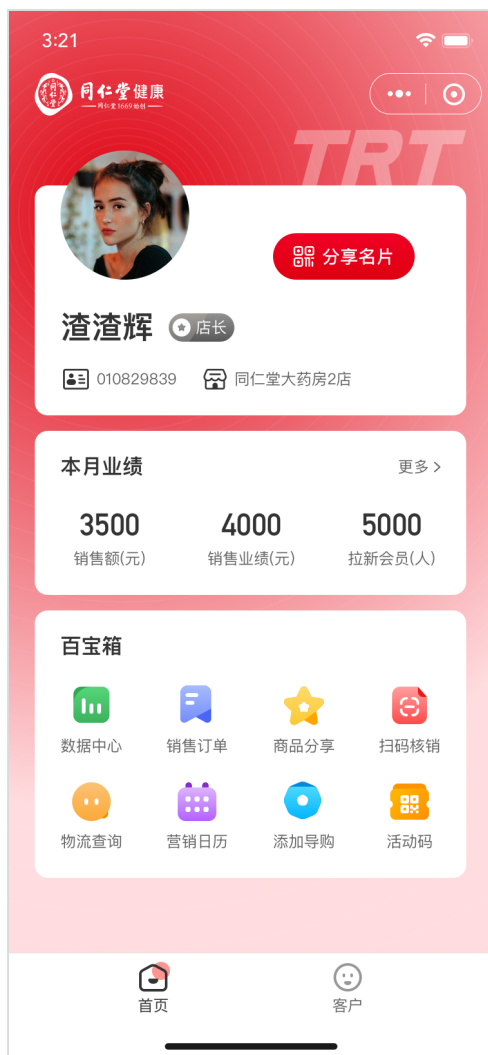 3:21
同仁堂健康
同仁堂1669始创
TRT
分享名片
渣渣辉 店长
010829839 同仁堂大药房2店
本月业绩 更多
3500 4000 5000
销售额(元) 销售业绩(元) 拉新会员(人)
百宝箱
数据中心 销售订单 商品分享 扫码核销
物流查询 营销日历 添加导购 活动码
首页 客户